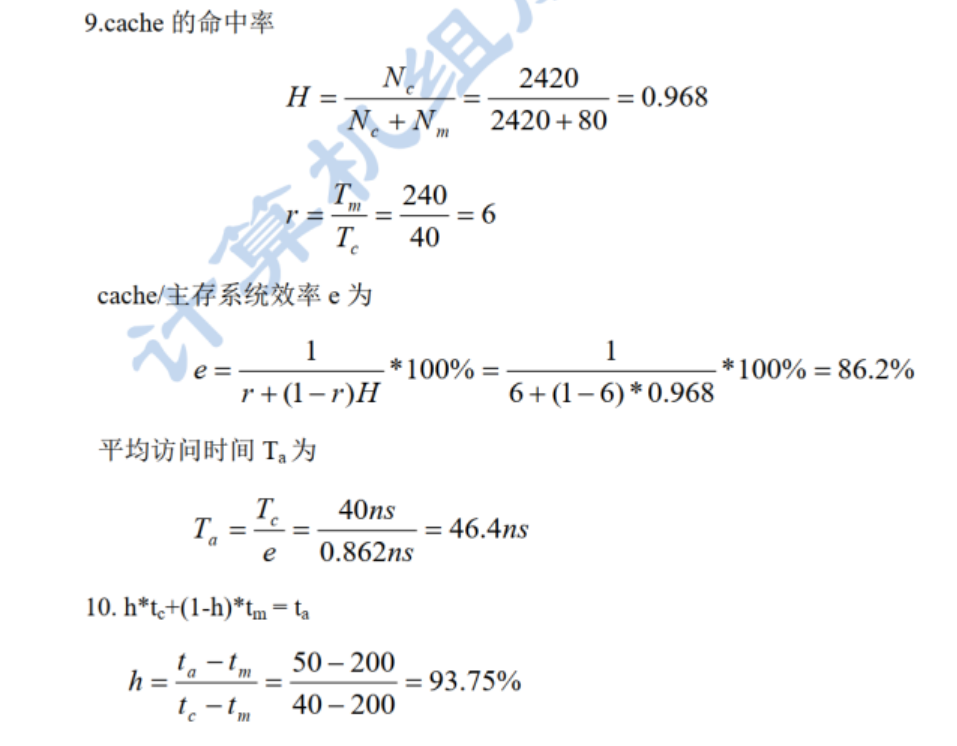 9.cache 的命中率
H = \frac{N_c}{N_c + N_m} = \frac{2420}{2420 + 80} = 0.968
r = \frac{T_m}{T_c} = \frac{240}{40} = 6
cache/主存系统效率 e 为
e = \frac{1}{r + (1 - r)H} * 100% = \frac{1}{6 + (1 - 6) * 0.968} * 100% = 86.2%
平均访问时间 T_a 为
T_a = \frac{T_c}{e} = \frac{40ns}{0.862ns} = 46.4ns
10. h*t_c+(1-h)*t_m = t_a
h = \frac{t_a - t_m}{t_c - t_m} = \frac{50 - 200}{40 - 200} = 93.75%
计算机组